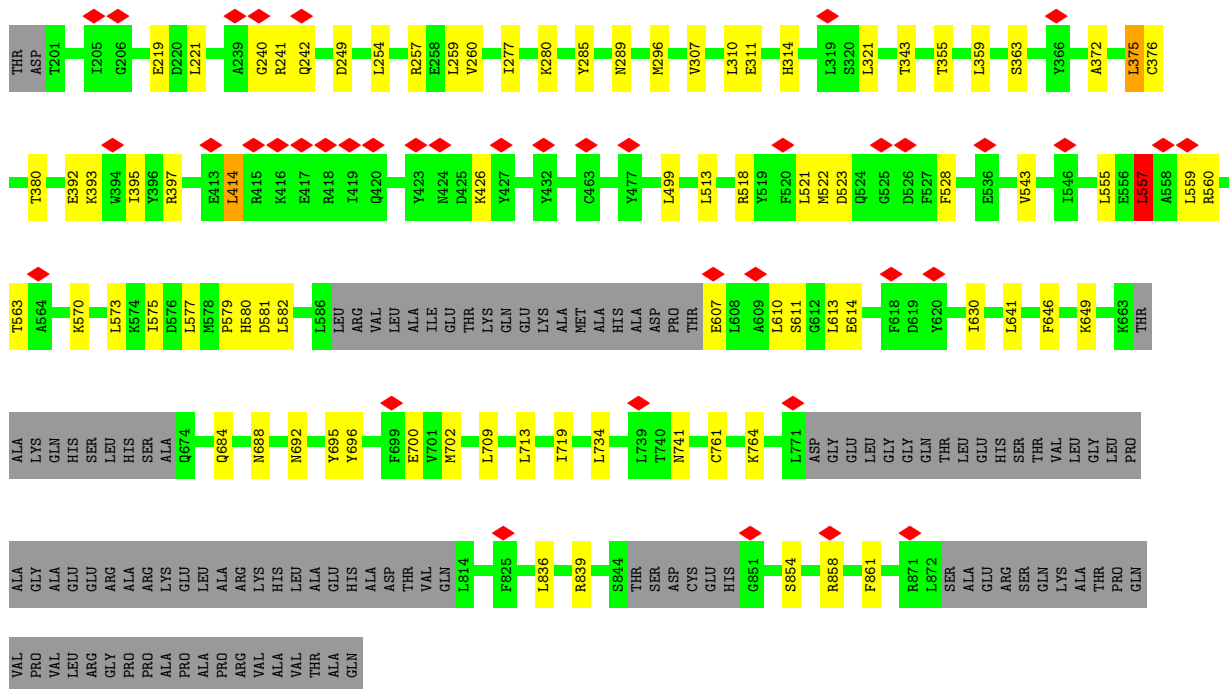 THR ASP T201 I205 G206 E219 D220 L221 A239 G240 R241 Q242 D249 L254 R257 E258 L259 V260 I277 K280 Y285 N289 M296 V307 L310 E311 H314 L319 S320 L321 T343 T355 L359 S363 Y366 A372 L375 C376
T380 E392 K393 W394 I395 Y396 R397 E413 L414 R415 K416 E417 R418 I419 Q420 Y423 N424 D425 K426 Y427 Y432 C463 Y477 L499 L513 R518 Y519 F520 L521 M522 D523 Q524 G525 D526 F527 F528 E536 V543 I546 L555 E556 L557 A558 L559 R560
T563 A564 K570 L573 K574 I575 D576 L577 M578 P579 H580 D581 L582 L586 LEU ARG VAL LEU ALA ILE GLU THR LYS GLN GLU LYS ALA MET ALA HIS ALA ASP PRO THR E607 L608 A609 L610 S611 G612 L613 E614 F618 D619 Y620 I630 L641 F646 K649 K663 THR
ALA LYS GLN HIS SER LEU HIS SER ALA Q674 Q684 N688 N692 Y695 Y696 F699 E700 V701 M702 L709 L713 I719 L734 L739 T740 N741 C761 K764 L771 ASP GLY GLU LEU GLY GLY GLN THR LEU GLU HIS SER THR VAL LEU GLY LEU PRO
ALA GLY ALA GLU GLU ARG ALA ARG LYS GLU LEU ALA ARG LYS HIS LEU ALA GLU HIS ALA ASP THR VAL GLN L814 F825 L836 R839 S844 THR SER ASP CYS GLU HIS G851 S854 R858 F861 R871 L872 SER ALA GLU ARG SER GLN LYS ALA THR PRO GLN
VAL PRO VAL LEU ARG GLY PRO PRO ALA PRO ALA PRO ARG VAL ALA VAL THR ALA GLN